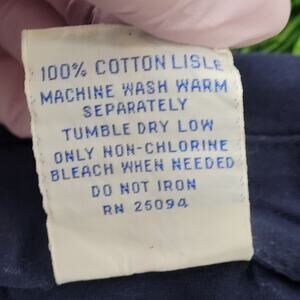 100% COTTON LISLE
MACHINE WASH WARM
SEPARATELY
TUMBLE DRY LOW
ONLY NON-CHLORINE
BLEACH WHEN NEEDED
DO NOT IRON
RN 25094